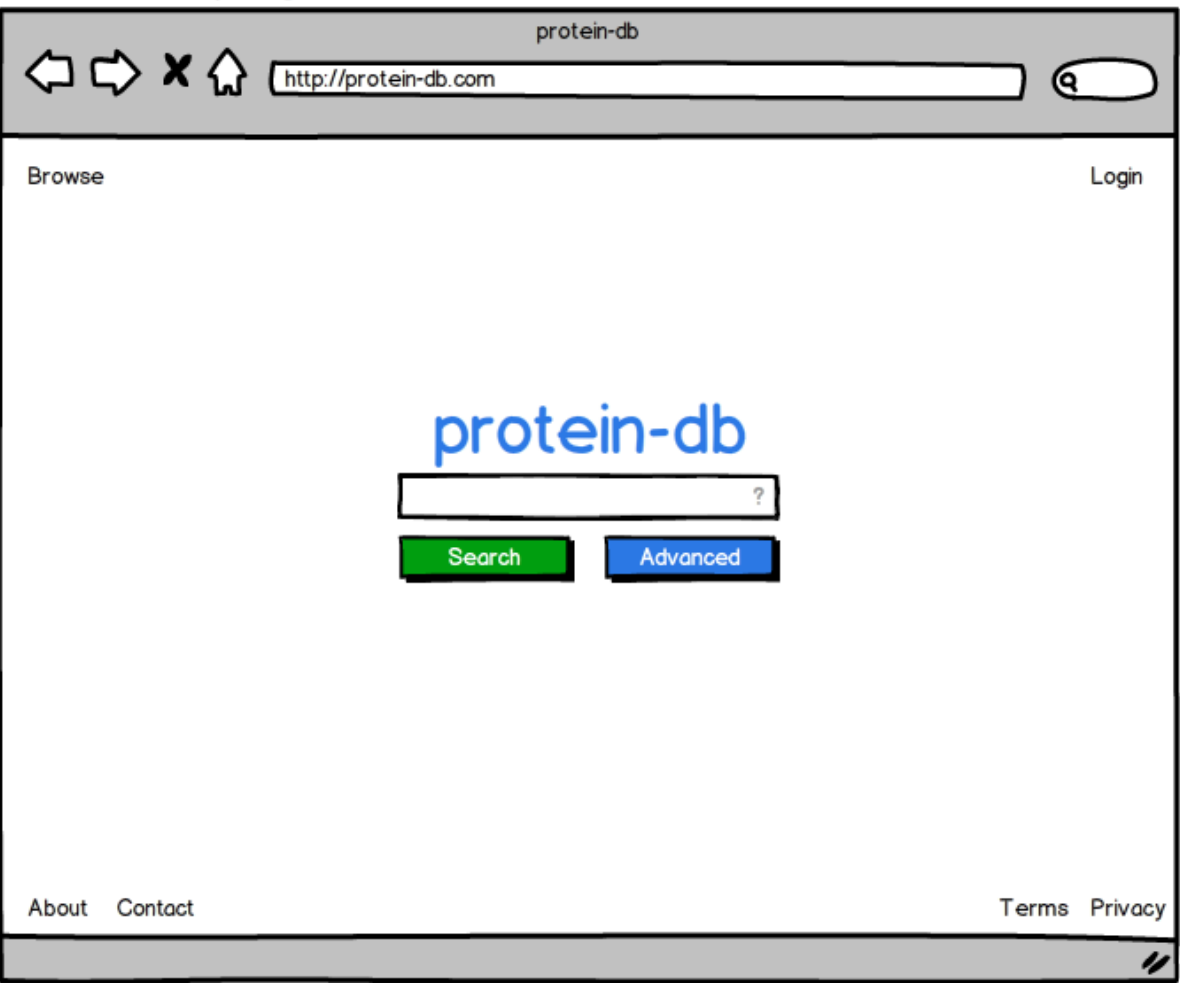 protein-db
http://protein-db.com
Browse Login
protein-db
?
Search Advanced
About Contact Terms Privacy